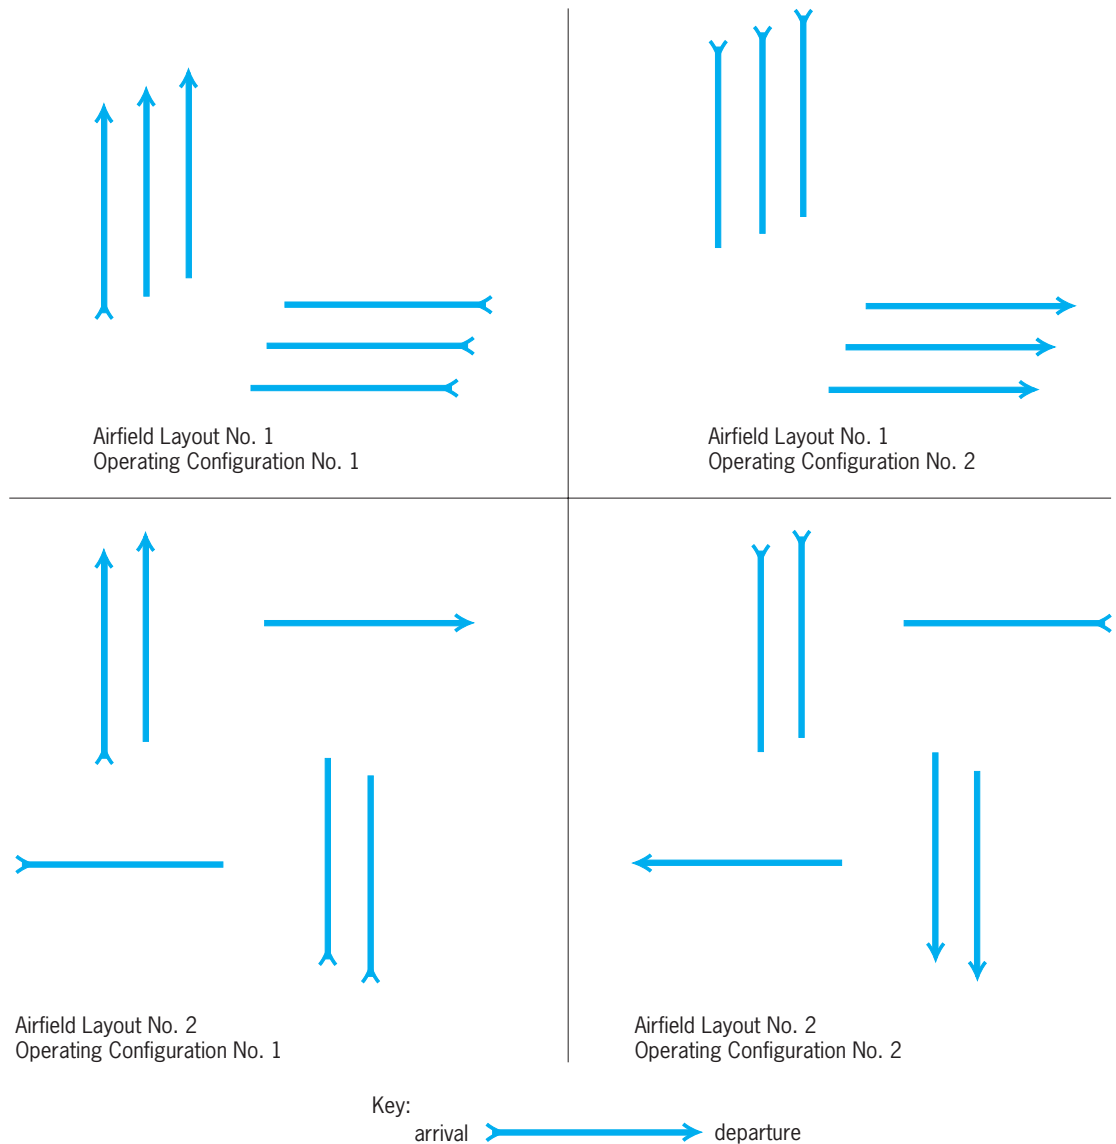 Airfield Layout No. 1
Operating Configuration No. 1
Airfield Layout No. 1
Operating Configuration No. 2
Airfield Layout No. 2
Operating Configuration No. 1
Airfield Layout No. 2
Operating Configuration No. 2
Key:
arrival departure